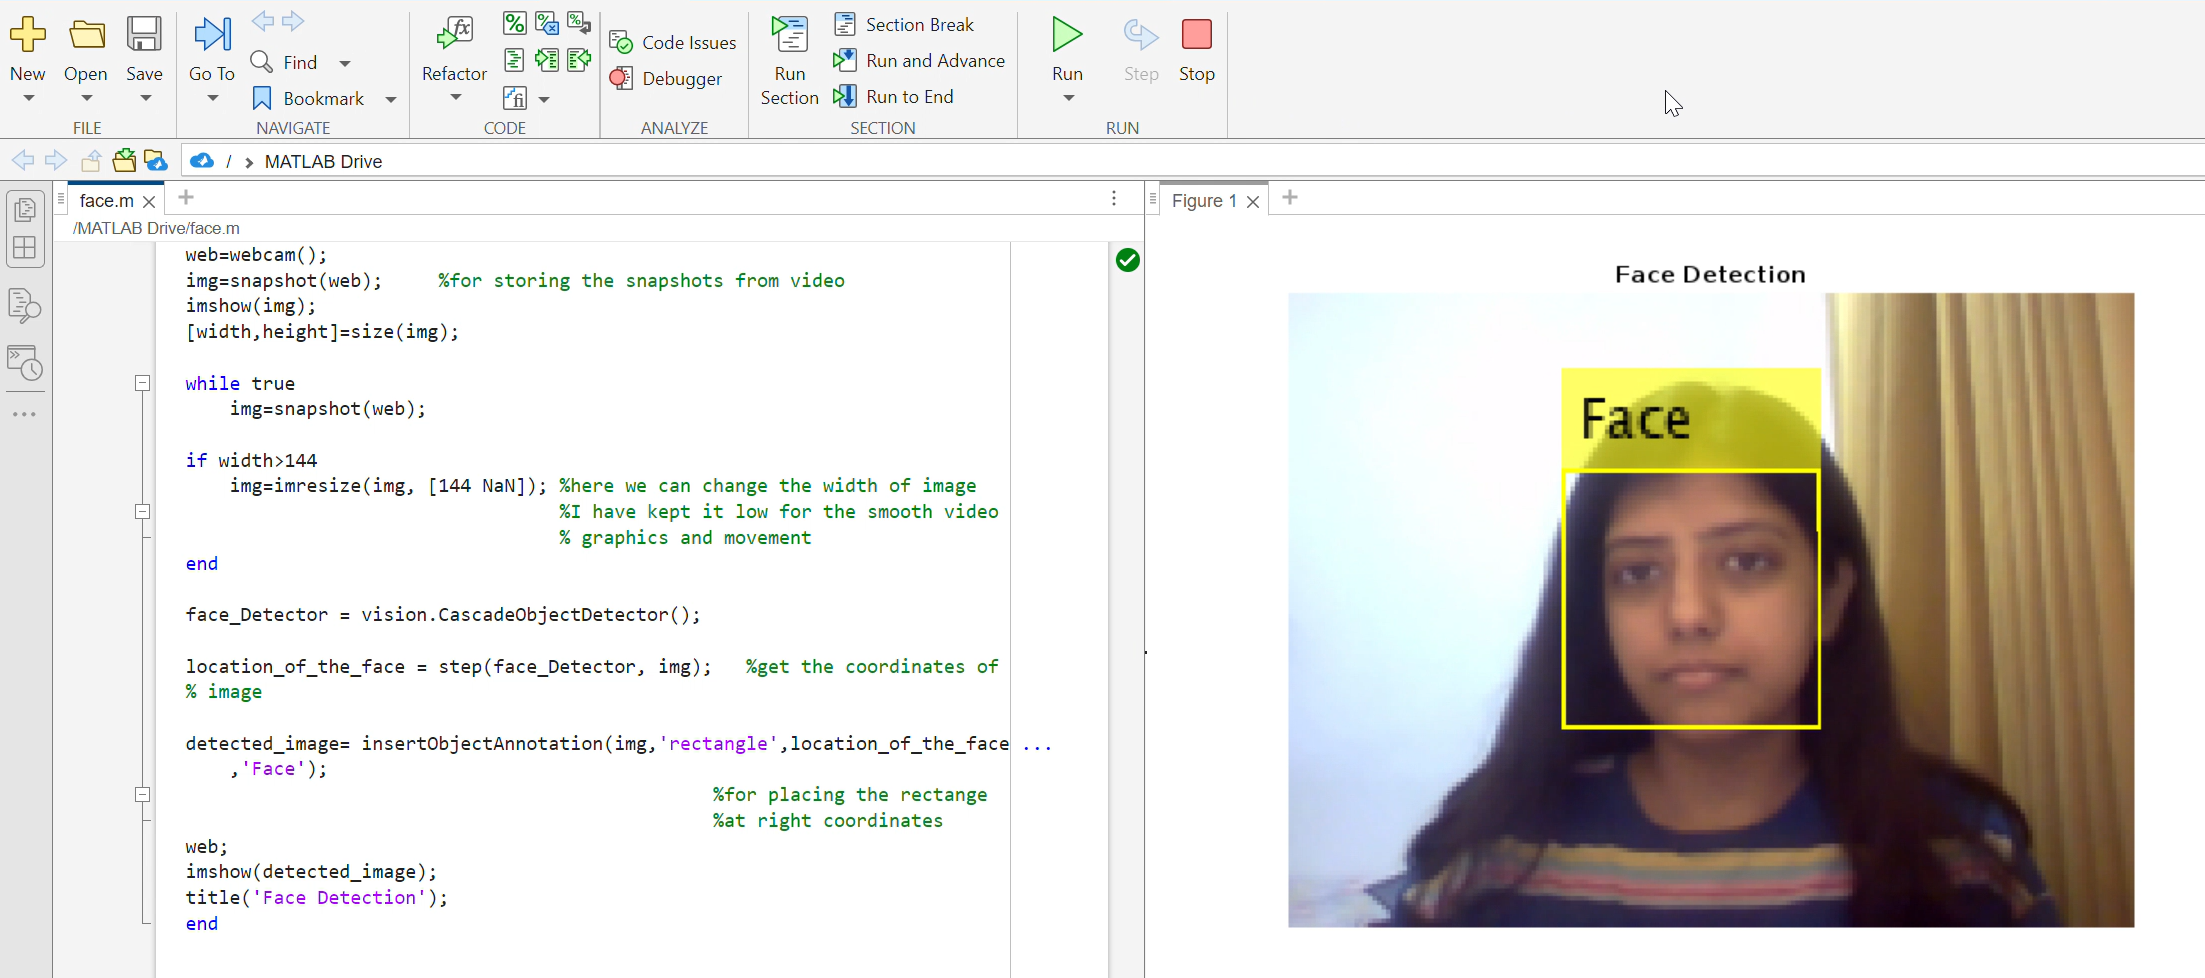 New
Open
Save
FILE
Go To
Find
Bookmark
NAVIGATE
Refactor
CODE
Code Issues
Debugger
ANALYZE
Run
Section
Section Break
Run and Advance
Run to End
SECTION
Run
Step
Stop
RUN
/ > MATLAB Drive
face.m
/MATLAB Drive/face.m
web=webcam();
img=snapshot(web); %for storing the snapshots from video
imshow(img);
[width,height]=size(img);
while true
img=snapshot(web);
if width>144
img=imresize(img, [144 NaN]); %here we can change the width of image
%I have kept it low for the smooth video
% graphics and movement
end
face_Detector = vision.CascadeObjectDetector();
location_of_the_face = step(face_Detector, img); %get the coordinates of
% image
detected_image= insertObjectAnnotation(img,'rectangle',location_of_the_face ...
,'Face');
%for placing the rectange
%at right coordinates
web;
imshow(detected_image);
title('Face Detection');
end
Figure 1
Face Detection
Face